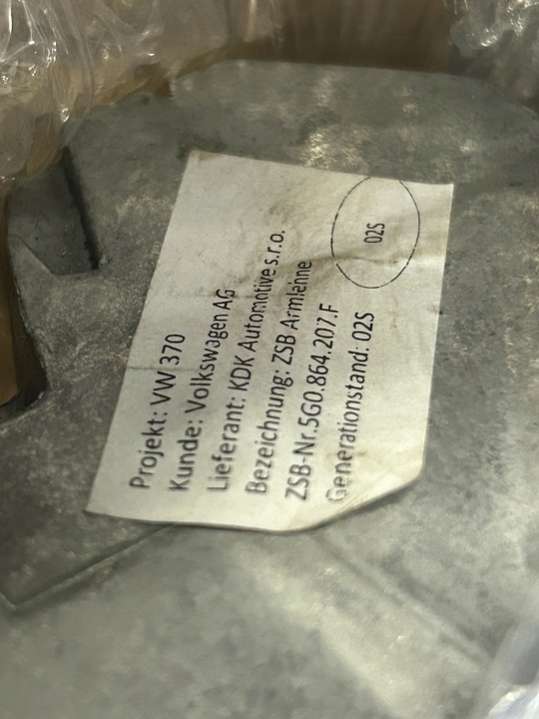 Projekt: VW 370
Kunde: Volkswagen AG
Lieferant: KDK Automotive s.r.o.
Bezeichnung: ZSB Armlehne
ZSB-Nr.5G0.864.207.F
Generationstand: 02S
02S